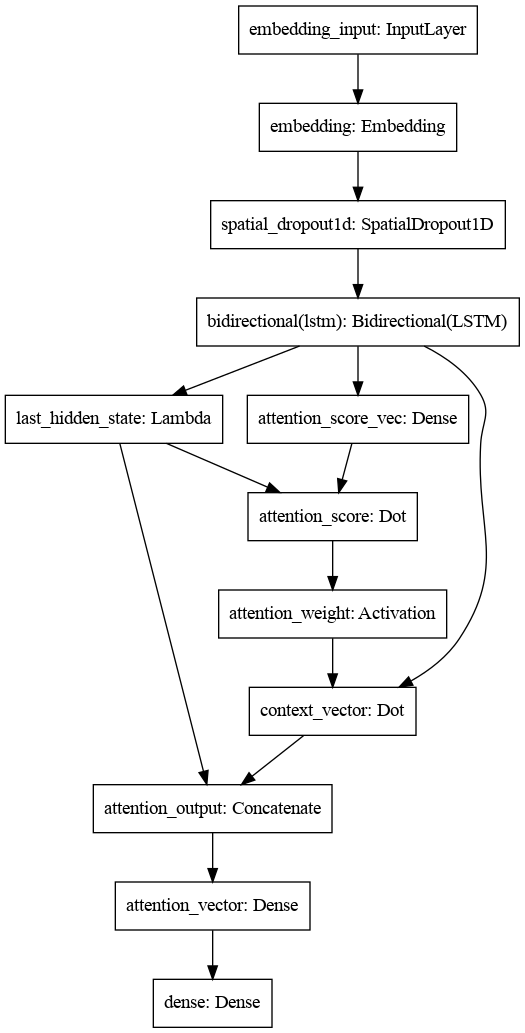 embedding_input: InputLayer
embedding: Embedding
spatial_dropout1d: SpatialDropout1D
bidirectional(lstm): Bidirectional(LSTM)
last_hidden_state: Lambda
attention_score_vec: Dense
attention_score: Dot
attention_weight: Activation
context_vector: Dot
attention_output: Concatenate
attention_vector: Dense
dense: Dense